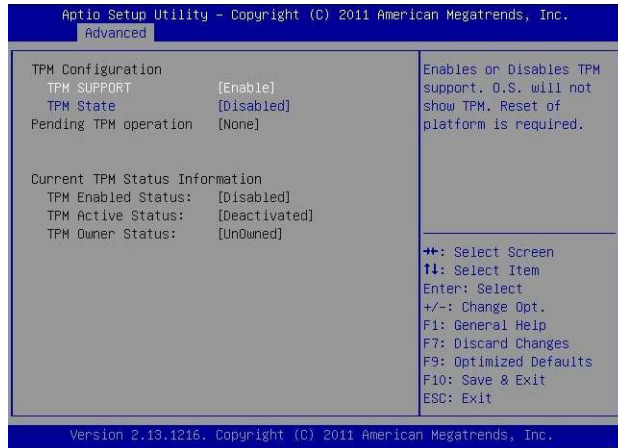 Aptio Setup Utility – Copyright (C) 2011 American Megatrends, Inc.
Advanced
TPM Configuration
TPM SUPPORT [Enable]
TPM State [Disabled]
Pending TPM operation [None]
Current TPM Status Information
TPM Enabled Status: [Disabled]
TPM Active Status: [Deactivated]
TPM Owner Status: [UnOwned]
Enables or Disables TPM
support. O.S. will not
show TPM. Reset of
platform is required.
→←: Select Screen
↑↓: Select Item
Enter: Select
+/-: Change Opt.
F1: General Help
F7: Discard Changes
F9: Optimized Defaults
F10: Save & Exit
ESC: Exit
Version 2.13.1216. Copyright (C) 2011 American Megatrends, Inc.